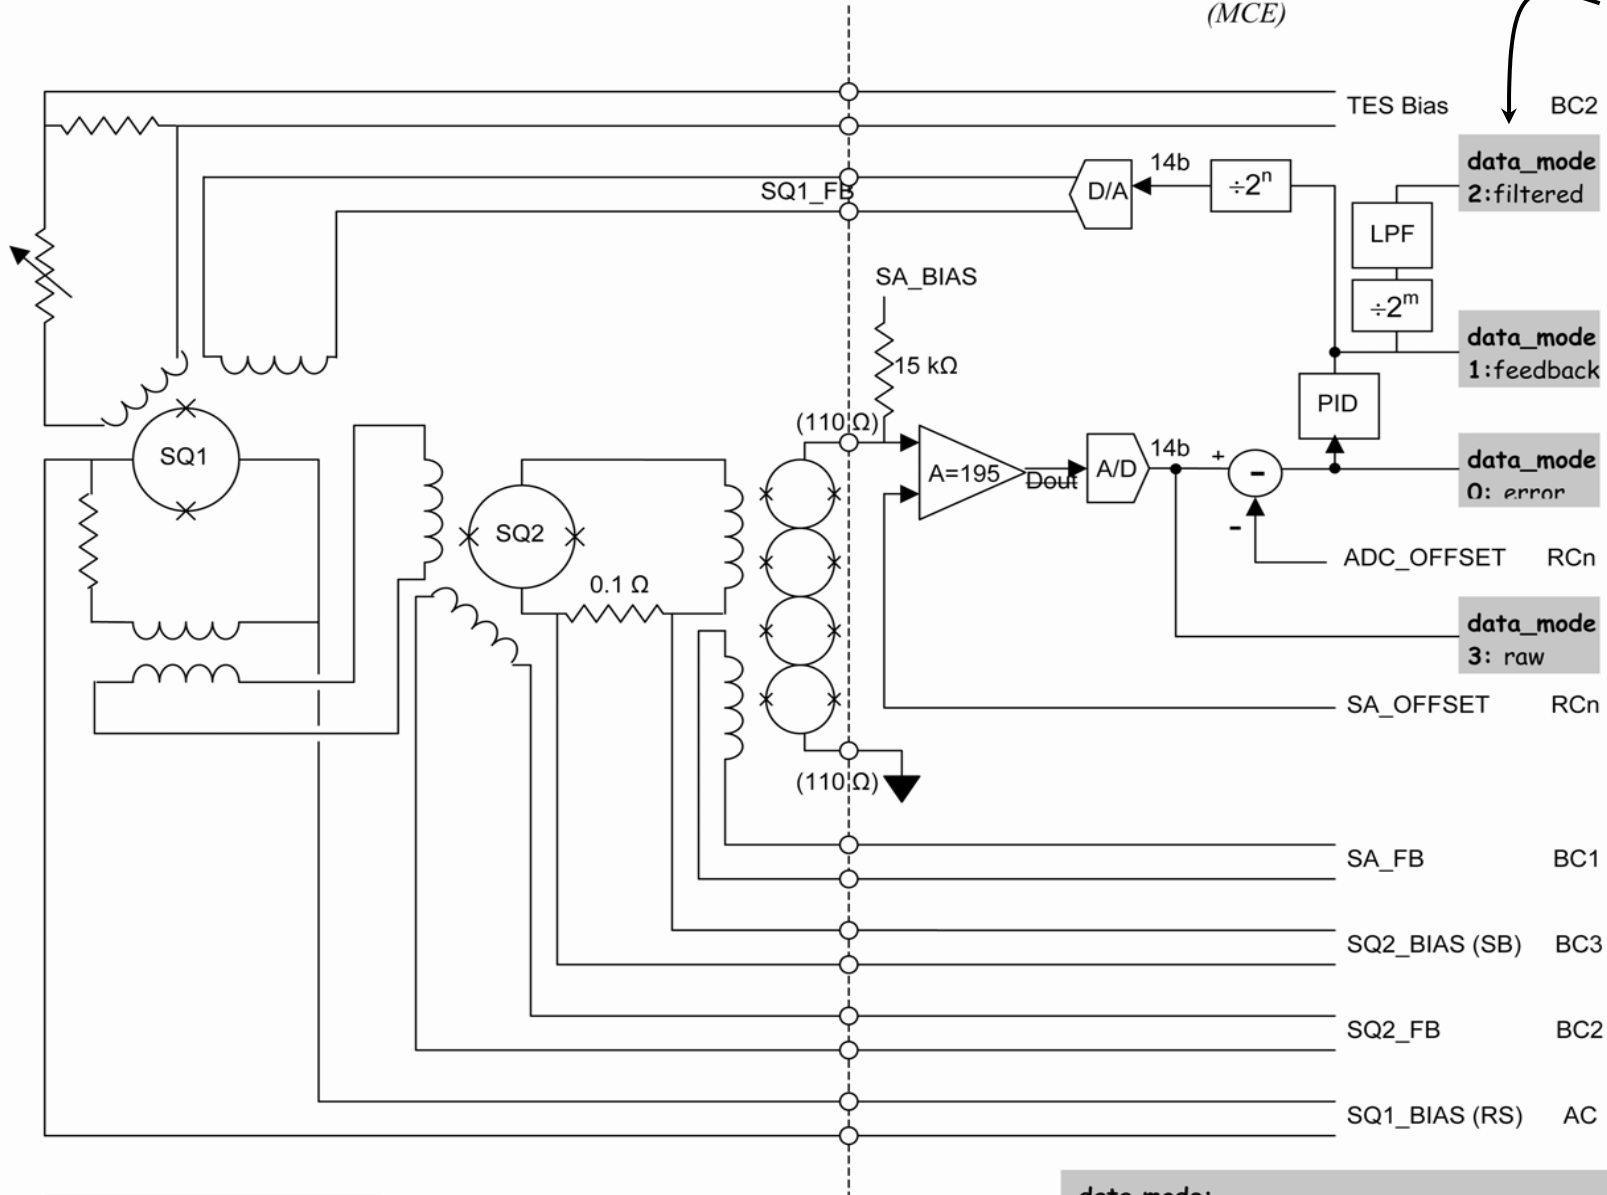 (MCE)
TES Bias BC2
data_mode
2:filtered
14b
÷2ⁿ
D/A
SQ1_FB
LPF
SA_BIAS
÷2ᵐ
data_mode
1:feedback
15 kΩ
PID
(110 Ω)
SQ1
14b
+
A=195
Dout
A/D
-
data_mode
0: error
SQ2
-
ADC_OFFSET RCn
0.1 Ω
data_mode
3: raw
SA_OFFSET RCn
(110 Ω)
SA_FB BC1
SQ2_BIAS (SB) BC3
SQ2_FB BC2
SQ1_BIAS (RS) AC
data_mode: